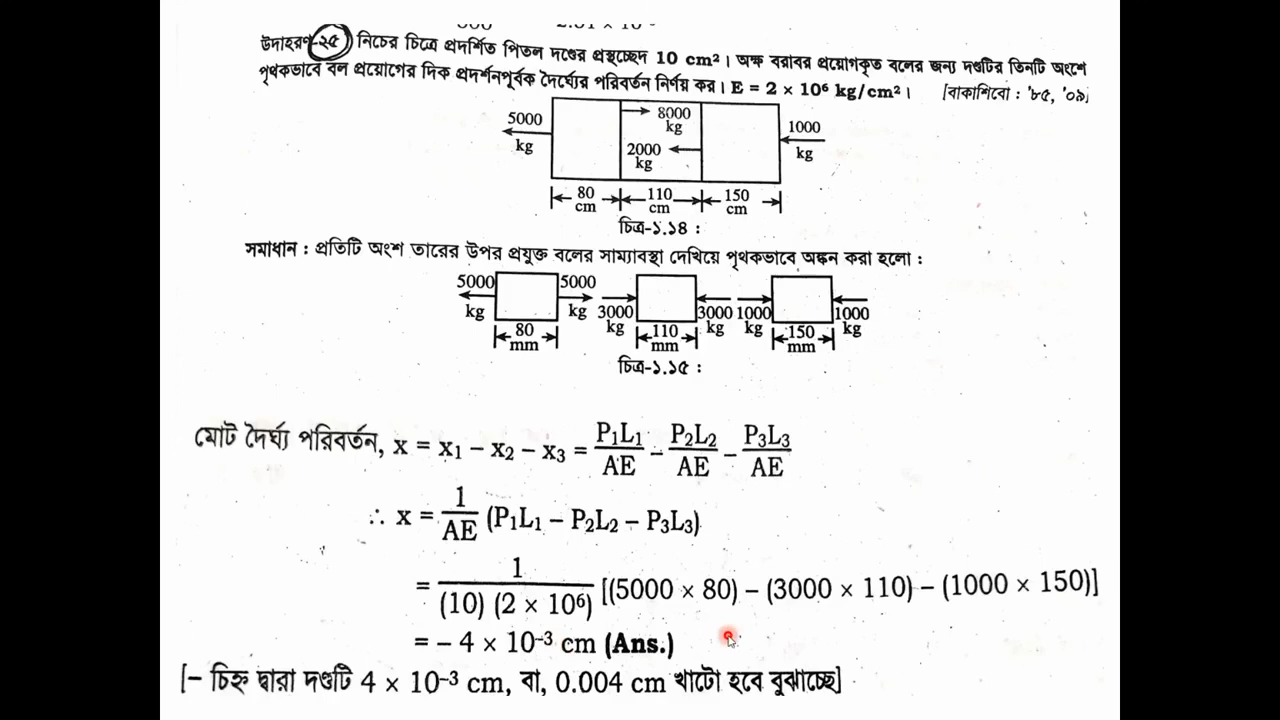 উদাহরণ-২৫ নিচের চিত্রে প্রদর্শিত পিতল দণ্ডের প্রস্থচ্ছেদ 10 cm²। অক্ষ বরাবর প্রয়োগকৃত বলের জন্য দণ্ডটির তিনটি অংশে
পৃথকভাবে বল প্রয়োগের দিক প্রদর্শনপূর্বক দৈর্ঘ্যের পরিবর্তন নির্ণয় কর। E = 2 × 10⁶ kg/cm²। [বাকাশিবো : '৮৫, '০৯]
5000 kg
8000 kg
2000 kg
1000 kg
80 cm 110 cm 150 cm
চিত্র-১.১৪ :
সমাধান : প্রতিটি অংশ তারের উপর প্রযুক্ত বলের সাম্যাবস্থা দেখিয়ে পৃথকভাবে অঙ্কন করা হলো :
5000 kg 5000 kg 3000 kg 3000 kg 1000 kg 1000 kg
80 mm 110 mm 150 mm
চিত্র-১.১৫ :
মোট দৈর্ঘ্য পরিবর্তন, x = x₁ – x₂ – x₃ = P₁L₁/AE – P₂L₂/AE – P₃L₃/AE
∴ x = 1/AE (P₁L₁ – P₂L₂ – P₃L₃)
= 1/(10) (2 × 10⁶) [(5000 × 80) – (3000 × 110) – (1000 × 150)]
= – 4 × 10⁻³ cm (Ans.)
[– চিহ্ন দ্বারা দণ্ডটি 4 × 10⁻³ cm, বা, 0.004 cm খাটো হবে বুঝাচ্ছে]